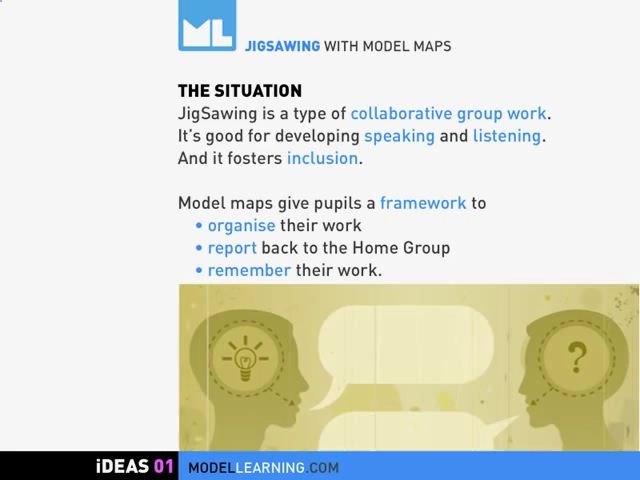 ML
JIGSAWING WITH MODEL MAPS
THE SITUATION
JigSawing is a type of collaborative group work.
It's good for developing speaking and listening.
And it fosters inclusion.
Model maps give pupils a framework to
• organise their work
• report back to the Home Group
• remember their work.
?
iDEAS 01
MODELLEARNING.COM